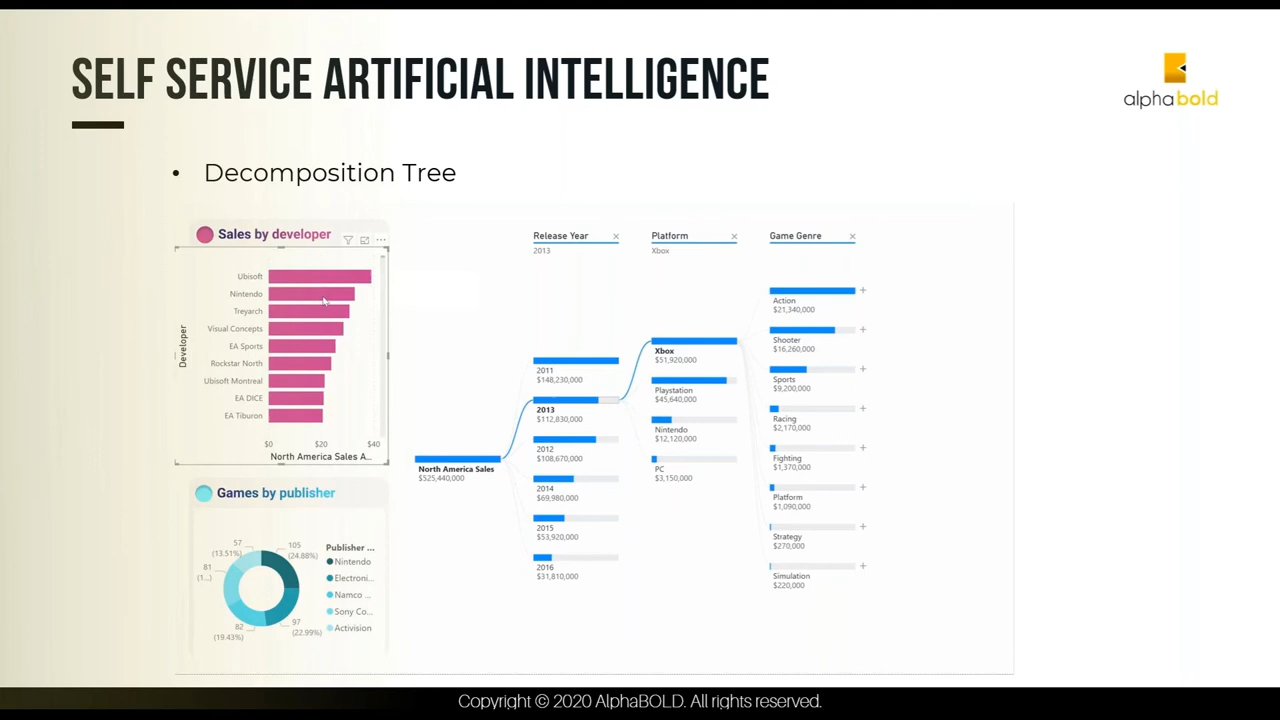 SELF SERVICE ARTIFICIAL INTELLIGENCE
alphabold
• Decomposition Tree
Sales by developer
Developer
Ubisoft
Nintendo
Treyarch
Visual Concepts
EA Sports
Rockstar North
Ubisoft Montreal
EA DICE
EA Tiburon
$0 $20 $40
North America Sales A...
Games by publisher
57
(13.51%)
105
(24.88%)
81
(1...)
82
(19.43%)
97
(22.99%)
Publisher ...
Nintendo
Electroni...
Namco ...
Sony Co...
Activision
North America Sales
$525,440,000
Release Year
2013
2011
$148,230,000
2013
$112,830,000
2012
$108,670,000
2014
$69,980,000
2015
$53,920,000
2016
$31,810,000
Platform
Xbox
Xbox
$51,920,000
Playstation
$45,640,000
Nintendo
$12,120,000
PC
$3,150,000
Game Genre
Action
$21,340,000
Shooter
$16,260,000
Sports
$9,200,000
Racing
$2,170,000
Fighting
$1,370,000
Platform
$1,090,000
Strategy
$270,000
Simulation
$220,000
Copyright © 2020 AlphaBOLD. All rights reserved.